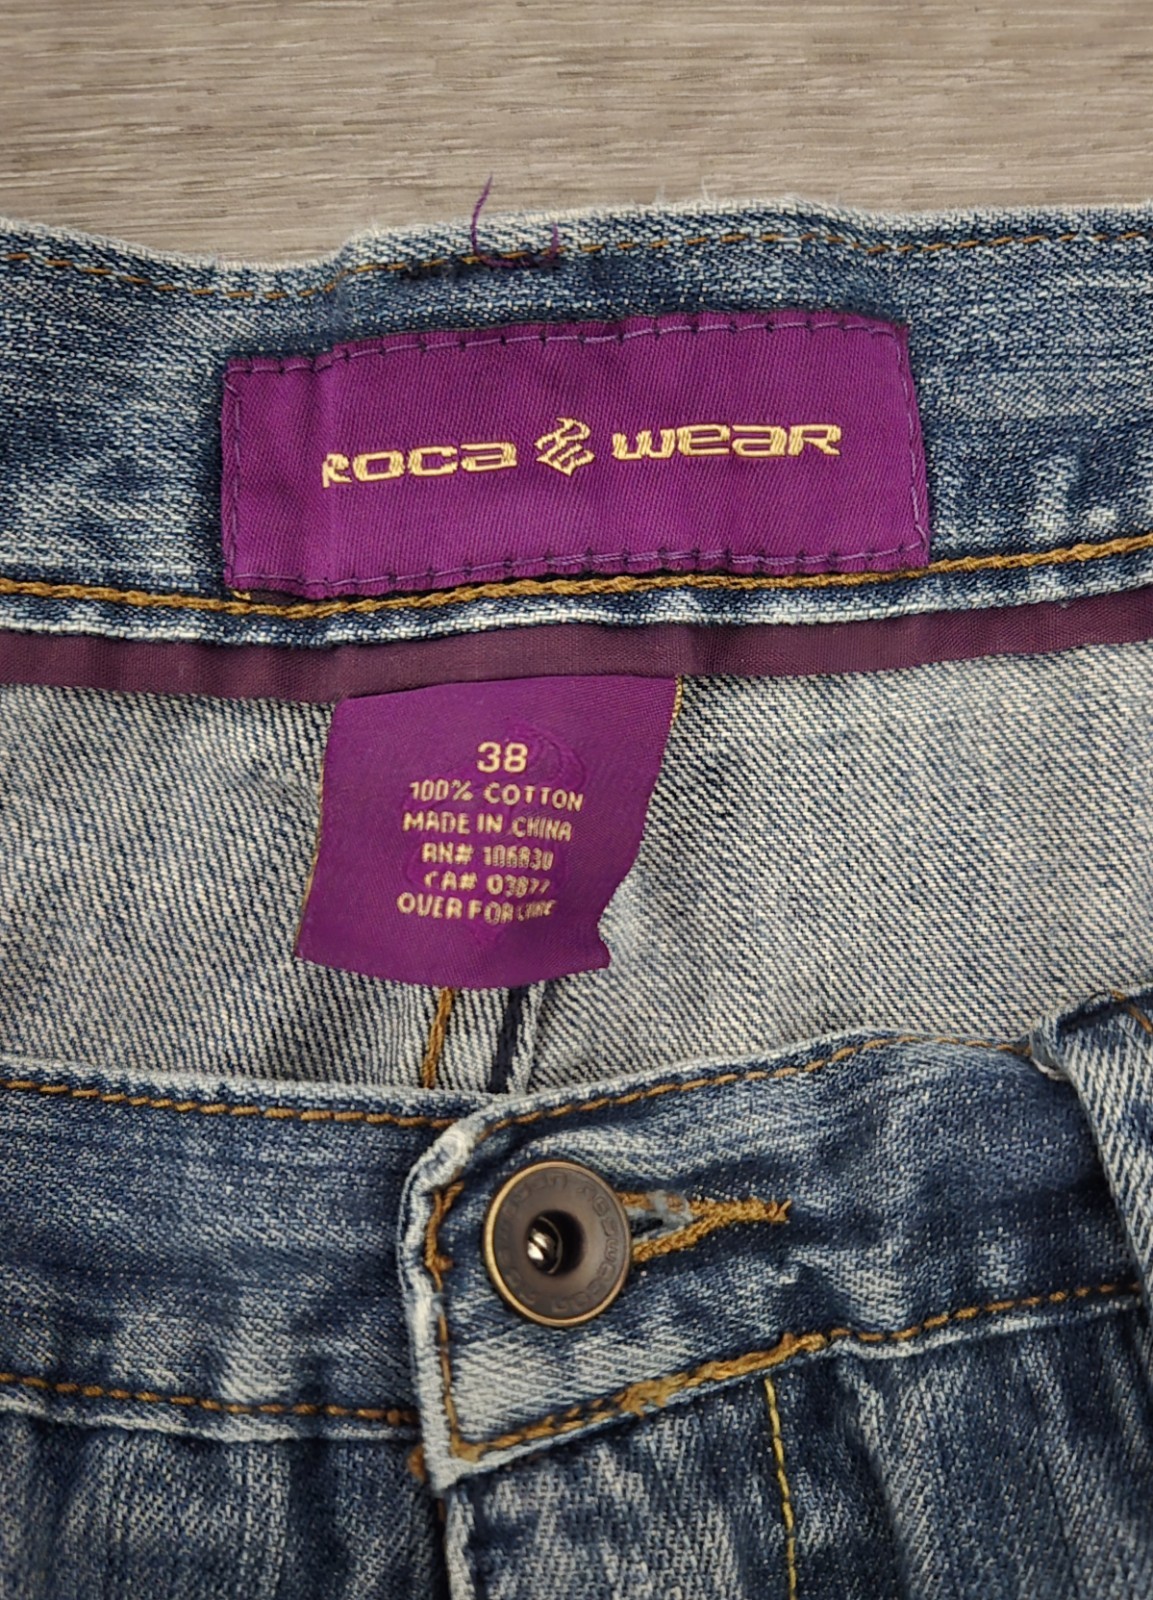 ROCA WEAR
38
100% COTTON
MADE IN CHINA
RN# 106830
CA# 03877
OVER FOR CARE